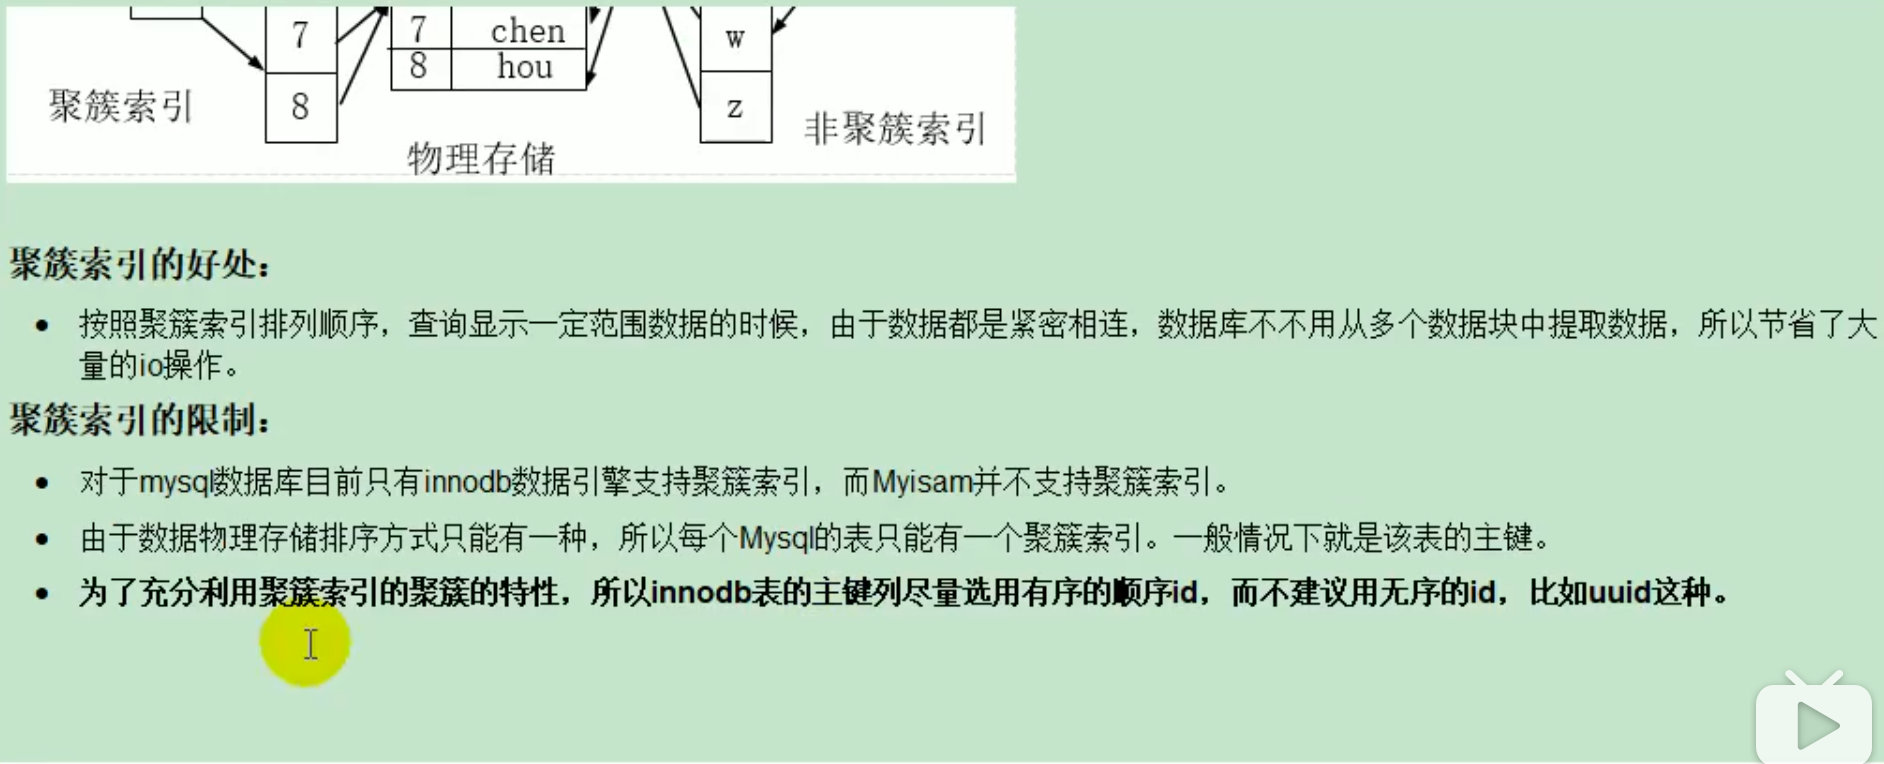 7 7 chen w
8 hou
8 z
聚簇索引
非聚簇索引
物理存储
聚簇索引的好处：
按照聚簇索引排列顺序，查询显示一定范围数据的时候，由于数据都是紧密相连，数据库不不用从多个数据块中提取数据，所以节省了大
量的io操作。
聚簇索引的限制：
对于mysql数据库目前只有innodb数据引擎支持聚簇索引，而Myisam并不支持聚簇索引。
由于数据物理存储排序方式只能有一种，所以每个Mysql的表只能有一个聚簇索引。一般情况下就是该表的主键。
为了充分利用聚簇索引的聚簇的特性，所以innodb表的主键列尽量选用有序的顺序id，而不建议用无序的id，比如uuid这种。